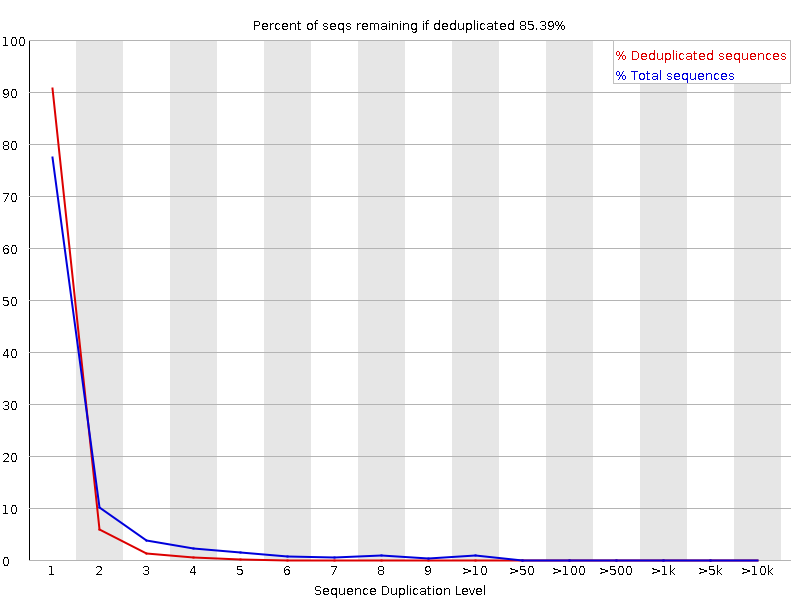 Percent of seqs remaining if deduplicated 85.39%
% Deduplicated sequences
% Total sequences
100
90
80
70
60
50
40
30
20
10
0
1 2 3 4 5 6 7 8 9 >10 >50 >100 >500 >1k >5k >10k
Sequence Duplication Level